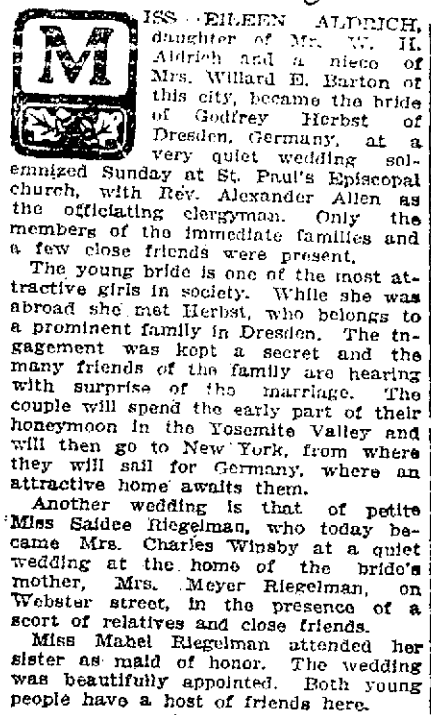 MISS EILEEN ALDRICH,
daughter of Mr. W. H.
Aldrich and a niece of
Mrs. Willard E. Barton of
this city, became the bride
of Godfrey Herbst of
Dresden, Germany, at a
very quiet wedding sol-
emnized Sunday at St. Paul's Episcopal
church, with Rev. Alexander Allen as
the officiating clergyman. Only the
members of the immediate families and
a few close friends were present.
The young bride is one of the most at-
tractive girls in society. While she was
abroad she met Herbst, who belongs to
a prominent family in Dresden. The en-
gagement was kept a secret and the
many friends of the family are hearing
with surprise of the marriage. The
couple will spend the early part of their
honeymoon in the Yosemite Valley and
will then go to New York, from where
they will sail for Germany, where an
attractive home awaits them.
Another wedding is that of petite
Miss Saidee Riegelman, who today be-
came Mrs. Charles Winsby at a quiet
wedding at the home of the bride's
mother, Mrs. Meyer Riegelman, on
Webster street, in the presence of a
scort of relatives and close friends.
Miss Mabel Riegelman attended her
sister as maid of honor. The wedding
was beautifully appointed. Both young
people have a host of friends here.